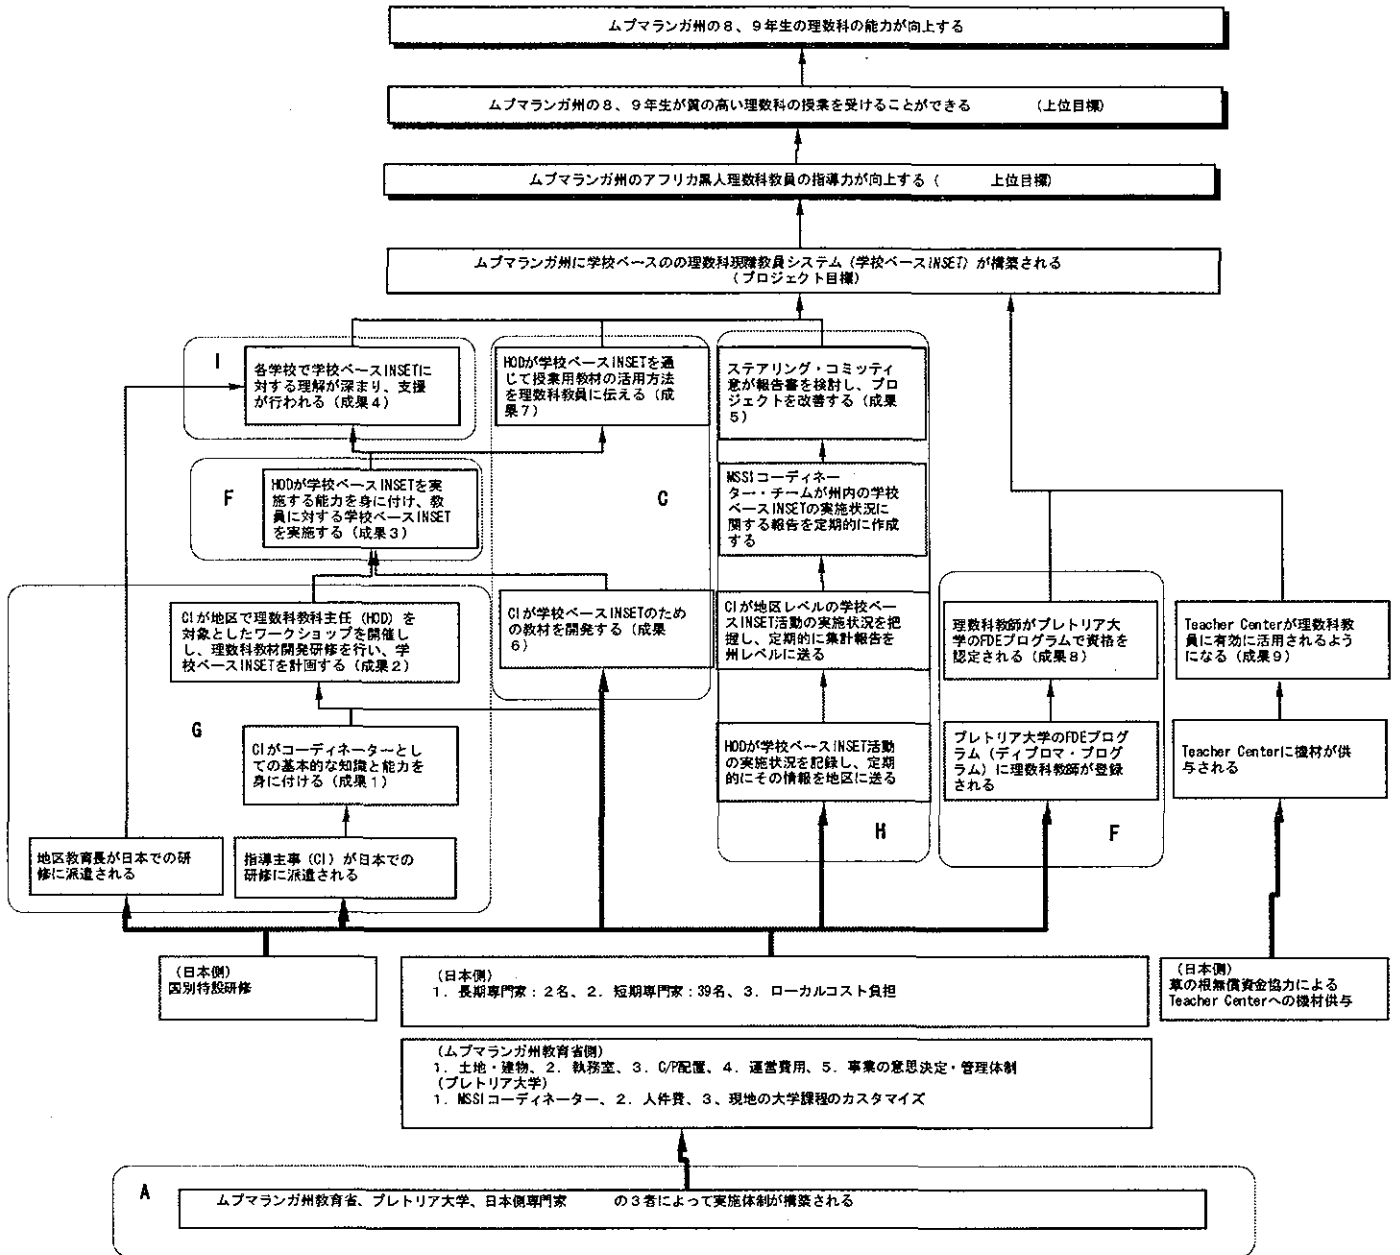 ムプマランガ州の８、９年生の理数科の能力が向上する
ムプマランガ州の８、９年生が質の高い理数科の授業を受けることができる　（上位目標）
ムプマランガ州のアフリカ黒人理数科教員の指導力が向上する（　上位目標）
ムプマランガ州に学校ベースのの理数科現職教員システム（学校ベースINSET）が構築される
（プロジェクト目標）
I
各学校で学校ベースINSETに
対する理解が深まり、支援
が行われる（成果４）
HODが学校ベースINSETを通
じて授業用教材の活用方法
を理数科教員に伝える（成
果７）
ステアリング・コミッティ
意が報告書を検討し、プロ
ジェクトを改善する（成果
５）
F
HODが学校ベースINSETを実
施する能力を身に付け、教
員に対する学校ベースINSET
を実施する（成果３）
C
MSSIコーディネー
ター・チームが州内の学校
ベースINSETの実施状況に
関する報告を定期的に作成
する
CIが地区で理数科教科主任（HOD）を
対象としたワークショップを開催し
し、理数科教材開発研修を行い、学
校ベースINSETを計画する（成果２）
CIが学校ベースINSETのため
の教材を開発する（成果
６）
CIが地区レベルの学校ベー
スINSET活動の実施状況を把
握し、定期的に集計報告を
州レベルに送る
理数科教師がプレトリア大
学のFDEプログラムで資格を
認定される（成果８）
Teacher Centerが理数科教
員に有効に活用されるよう
になる（成果９）
G
CIがコーディネーターとし
ての基本的な知識と能力を
身に付ける（成果１）
HODが学校ベースINSET活動
の実施状況を記録し、定期
的にその情報を地区に送る
プレトリア大学のFDEプログ
ラム（ディプロマ・プログ
ラム）に理数科教師が登録
される
Teacher Centerに機材が供
与される
H
F
地区教育長が日本での研
修に派遣される
指導主事（CI）が日本での
研修に派遣される
（日本側）
国別特設研修
（日本側）
１．長期専門家：２名、２．短期専門家：39名、３．ローカルコスト負担
（日本側）
草の根無償資金協力による
Teacher Centerへの機材供与
（ムプマランガ州教育省側）
１．土地・建物、２．執務室、３．C/P配置、４．運営費用、５．事業の意思決定・管理体制
（プレトリア大学）
１．MSSIコーディネーター、２．人件費、３、現地の大学課程のカスタマイズ
A
ムプマランガ州教育省、プレトリア大学、日本側専門家　の３者によって実施体制が構築される